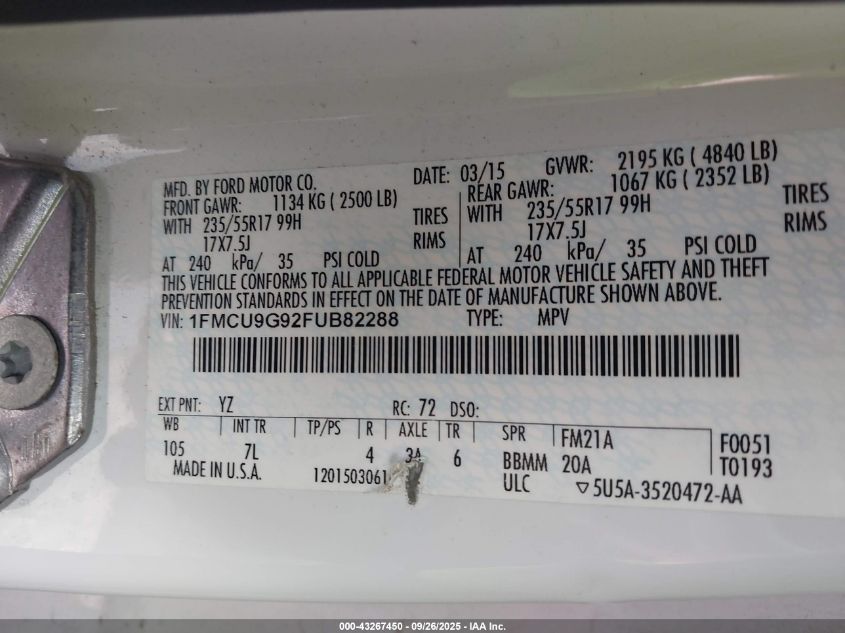 MFD. BY FORD MOTOR CO.
DATE: 03/15 GVWR: 2195 KG ( 4840 LB)
FRONT GAWR: 1134 KG ( 2500 LB)
REAR GAWR: 1067 KG ( 2352 LB)
WITH 235/55R17 99H TIRES
WITH 235/55R17 99H TIRES
17X7.5J RIMS
17X7.5J RIMS
AT 240 kPa/ 35 PSI COLD
AT 240 kPa/ 35 PSI COLD
THIS VEHICLE CONFORMS TO ALL APPLICABLE FEDERAL MOTOR VEHICLE SAFETY AND THEFT
PREVENTION STANDARDS IN EFFECT ON THE DATE OF MANUFACTURE SHOWN ABOVE.
VIN: 1FMCU9G92FUB82288 TYPE: MPV
EXT PNT: YZ RC: 72 DSO:
WB INT TR TP/PS R AXLE TR SPR FM21A F0051
105 7L 4 3A 6 BBMM 20A T0193
MADE IN U.S.A. 1201503061 ULC ▽5U5A-3520472-AA
000-43267450 - 09/26/2025 - IAA Inc.